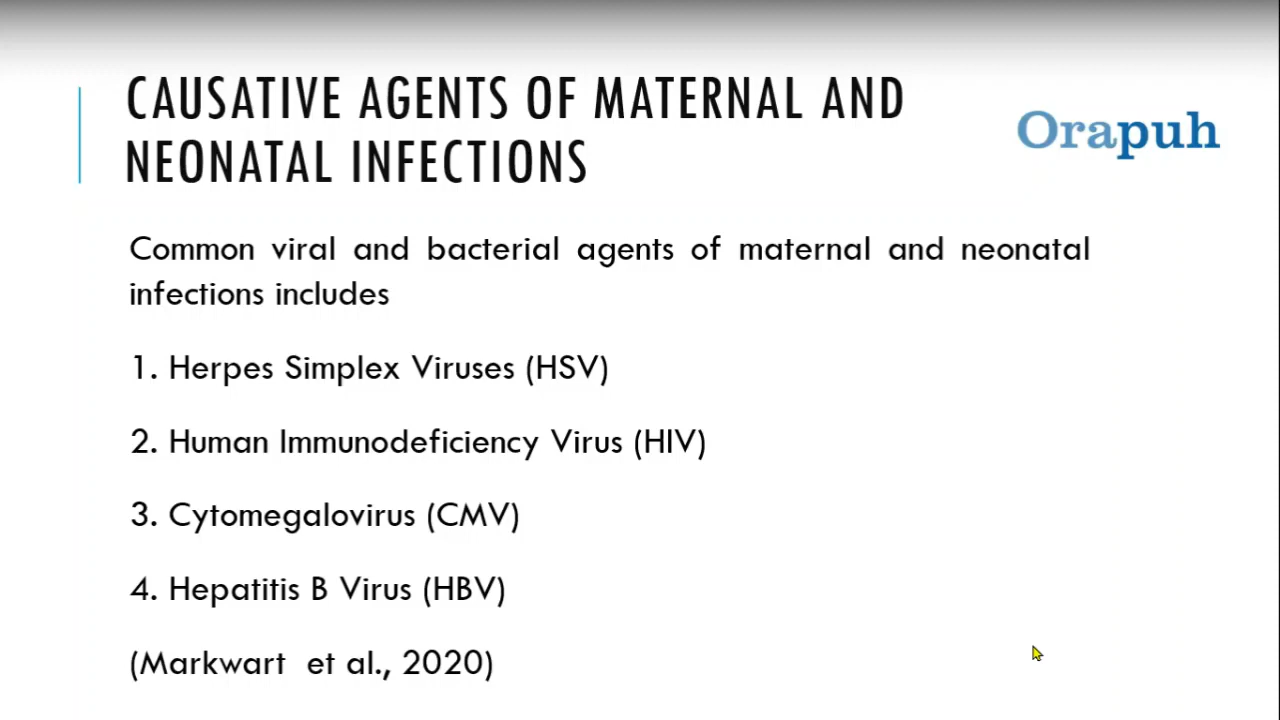 CAUSATIVE AGENTS OF MATERNAL AND
NEONATAL INFECTIONS
Orapuh
Common viral and bacterial agents of maternal and neonatal
infections includes
1. Herpes Simplex Viruses (HSV)
2. Human Immunodeficiency Virus (HIV)
3. Cytomegalovirus (CMV)
4. Hepatitis B Virus (HBV)
(Markwart et al., 2020)